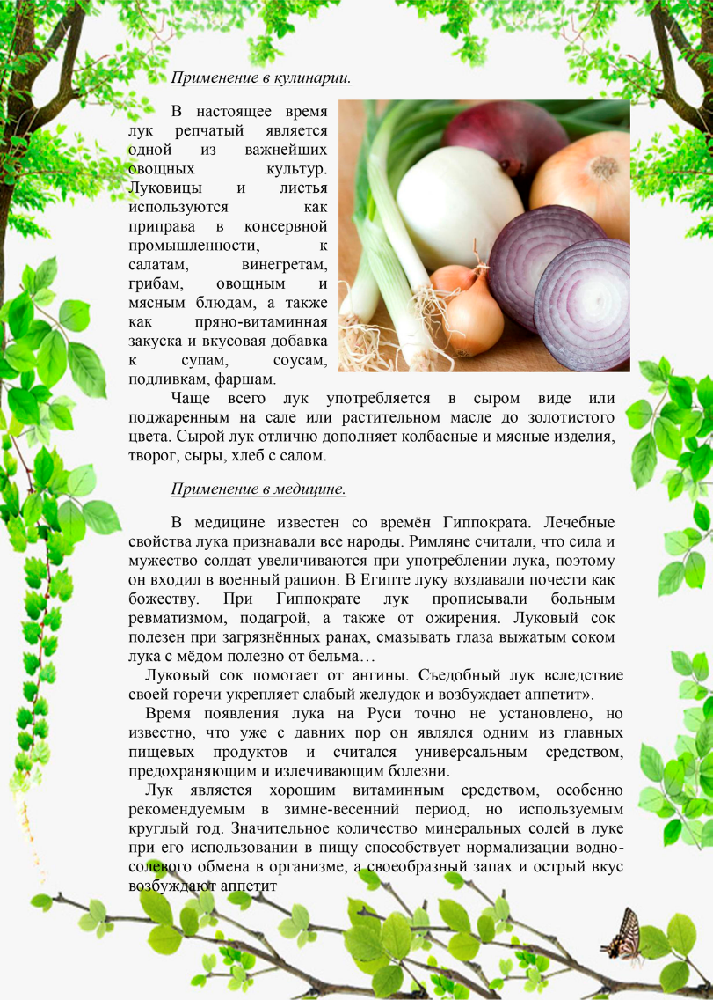 Применение в кулинарии.
В настоящее время
лук репчатый является
одной из важнейших
овощных культур.
Луковицы и листья
используются как
приправа в консервной
промышленности, к
салатам, винегретам,
грибам, овощным и
мясным блюдам, а также
как пряно-витаминная
закуска и вкусовая добавка
к супам, соусам,
подливкам, фаршам.
Чаще всего лук употребляется в сыром виде или
поджаренным на сале или растительном масле до золотистого
цвета. Сырой лук отлично дополняет колбасные и мясные изделия,
творог, сыры, хлеб с салом.
Применение в медицине.
В медицине известен со времён Гиппократа. Лечебные
свойства лука признавали все народы. Римляне считали, что сила и
мужество солдат увеличиваются при употреблении лука, поэтому
он входил в военный рацион. В Египте луку воздавали почести как
божеству. При Гиппократе лук прописывали больным
ревматизмом, подагрой, а также от ожирения. Луковый сок
полезен при загрязнённых ранах, смазывать глаза выжатым соком
лука с мёдом полезно от бельма…
Луковый сок помогает от ангины. Съедобный лук вследствие
своей горечи укрепляет слабый желудок и возбуждает аппетит».
Время появления лука на Руси точно не установлено, но
известно, что уже с давних пор он являлся одним из главных
пищевых продуктов и считался универсальным средством,
предохраняющим и излечивающим болезни.
Лук является хорошим витаминным средством, особенно
рекомендуемым в зимне-весенний период, но используемым
круглый год. Значительное количество минеральных солей в луке
при его использовании в пищу способствует нормализации водно-
солевого обмена в организме, а своеобразный запах и острый вкус
возбуждают аппетит